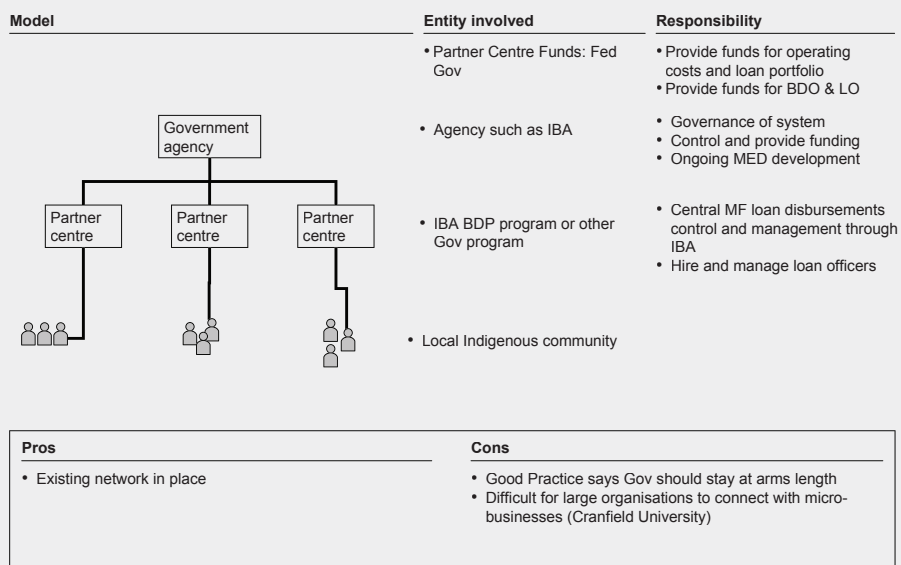 Model
Entity involved
Responsibility
• Partner Centre Funds: Fed
Gov
• Provide funds for operating
costs and loan portfolio
• Provide funds for BDO & LO
Government
agency
• Agency such as IBA
• Governance of system
• Control and provide funding
• Ongoing MED development
Partner
centre
Partner
centre
Partner
centre
• IBA BDP program or other
Gov program
• Central MF loan disbursements
control and management through
IBA
• Hire and manage loan officers
• Local Indigenous community
Pros
• Existing network in place
Cons
• Good Practice says Gov should stay at arms length
• Difficult for large organisations to connect with micro-
businesses (Cranfield University)